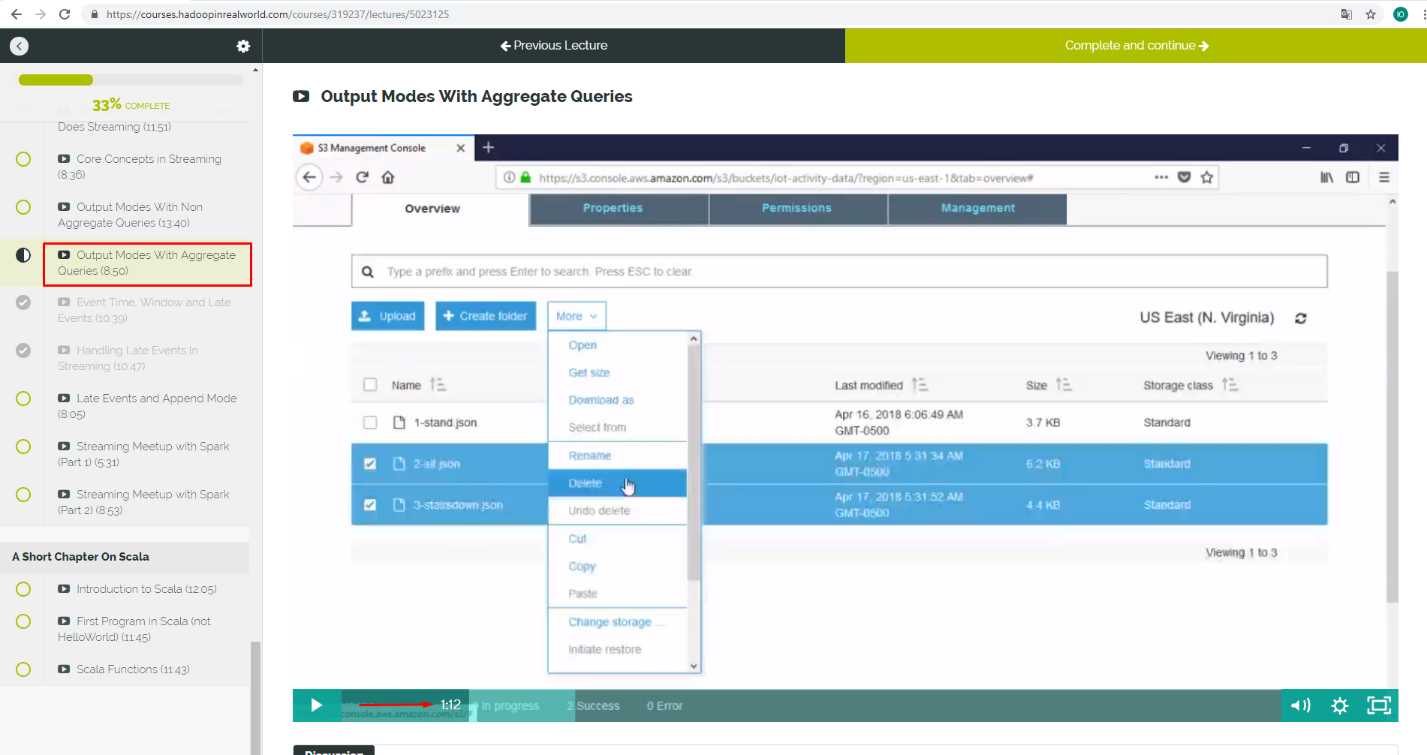 https://courses.hadoopinrealworld.com/courses/319237/lectures/5023125
IO
Previous Lecture
Complete and continue
33% COMPLETE
Does Streaming (11:51)
Core Concepts in Streaming
(8:36)
Output Modes With Non
Aggregate Queries (13:40)
Output Modes With Aggregate
Queries (8:50)
Event Time, Window and Late
Events (10:39)
Handling Late Events In
Streaming (10:47)
Late Events and Append Mode
(8:05)
Streaming Meetup with Spark
(Part 1) (5:31)
Streaming Meetup with Spark
(Part 2) (8:53)
A Short Chapter On Scala
Introduction to Scala (12:05)
First Program in Scala (not
HelloWorld) (11:45)
Scala Functions (11:43)
Output Modes With Aggregate Queries
S3 Management Console
https://s3.console.aws.amazon.com/s3/buckets/iot-activity-data/?region=us-east-1&tab=overview#
Overview
Properties
Permissions
Management
Type a prefix and press Enter to search. Press ESC to clear.
Upload
Create folder
More
US East (N. Virginia)
Viewing 1 to 3
Name
Last modified
Size
Storage class
1-stand.json
Apr 16, 2018 6:06:49 AM
GMT-0500
3.7 KB
Standard
2-all.json
Apr 17, 2018 5:31:34 AM
GMT-0500
6.2 KB
Standard
3-stairsdown.json
Apr 17, 2018 5:31:52 AM
GMT-0500
4.4 KB
Standard
Open
Get size
Download as
Select from
Rename
Delete
Undo delete
Cut
Copy
Paste
Change storage ...
Initiate restore
Viewing 1 to 3
1:12
in progress
2 Success
0 Error
console.aws.amazon.com/s3/#
Discussion